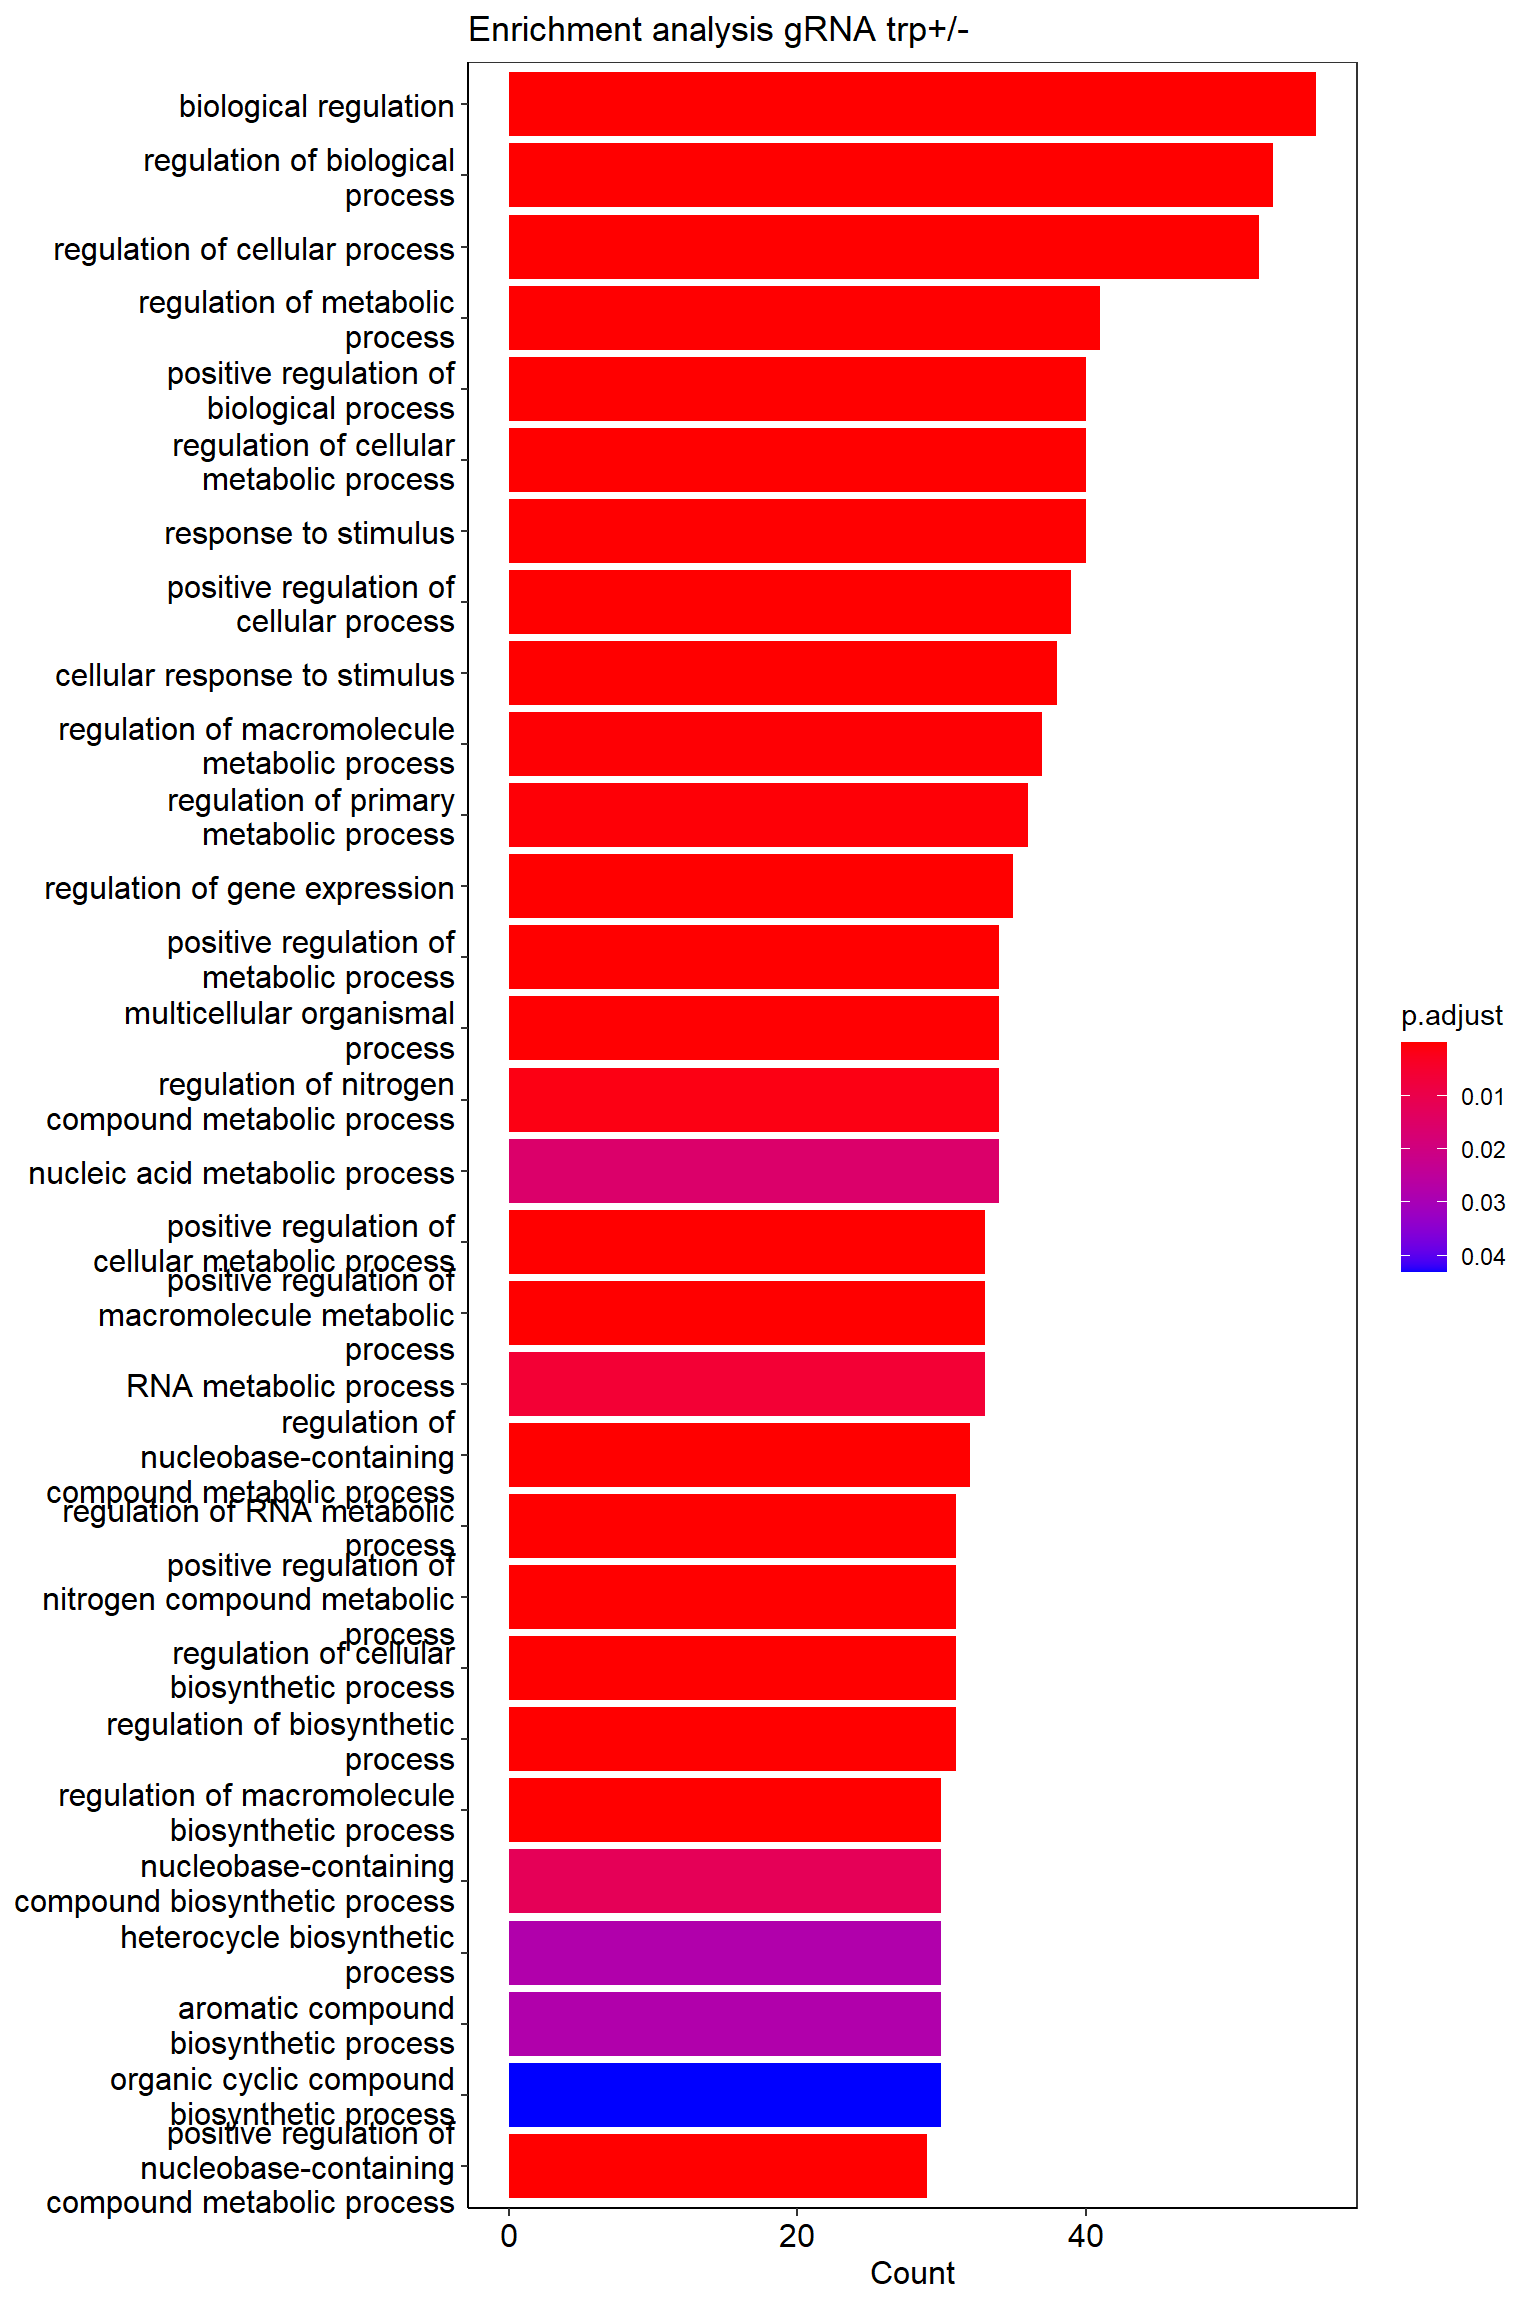 Enrichment analysis gRNA trp+/-
biological regulation
regulation of biological
process
regulation of cellular process
regulation of metabolic
process
positive regulation of
biological process
regulation of cellular
metabolic process
response to stimulus
positive regulation of
cellular process
cellular response to stimulus
regulation of macromolecule
metabolic process
regulation of primary
metabolic process
regulation of gene expression
positive regulation of
metabolic process
multicellular organismal
process
regulation of nitrogen
compound metabolic process
nucleic acid metabolic process
positive regulation of
cellular metabolic process
positive regulation of
macromolecule metabolic
process
RNA metabolic process
regulation of
nucleobase-containing
compound metabolic process
regulation of RNA metabolic
process
positive regulation of
nitrogen compound metabolic
process
regulation of cellular
biosynthetic process
regulation of biosynthetic
process
regulation of macromolecule
biosynthetic process
nucleobase-containing
compound biosynthetic process
heterocycle biosynthetic
process
aromatic compound
biosynthetic process
organic cyclic compound
biosynthetic process
positive regulation of
nucleobase-containing
compound metabolic process
0 20 40
Count
p.adjust
0.01
0.02
0.03
0.04